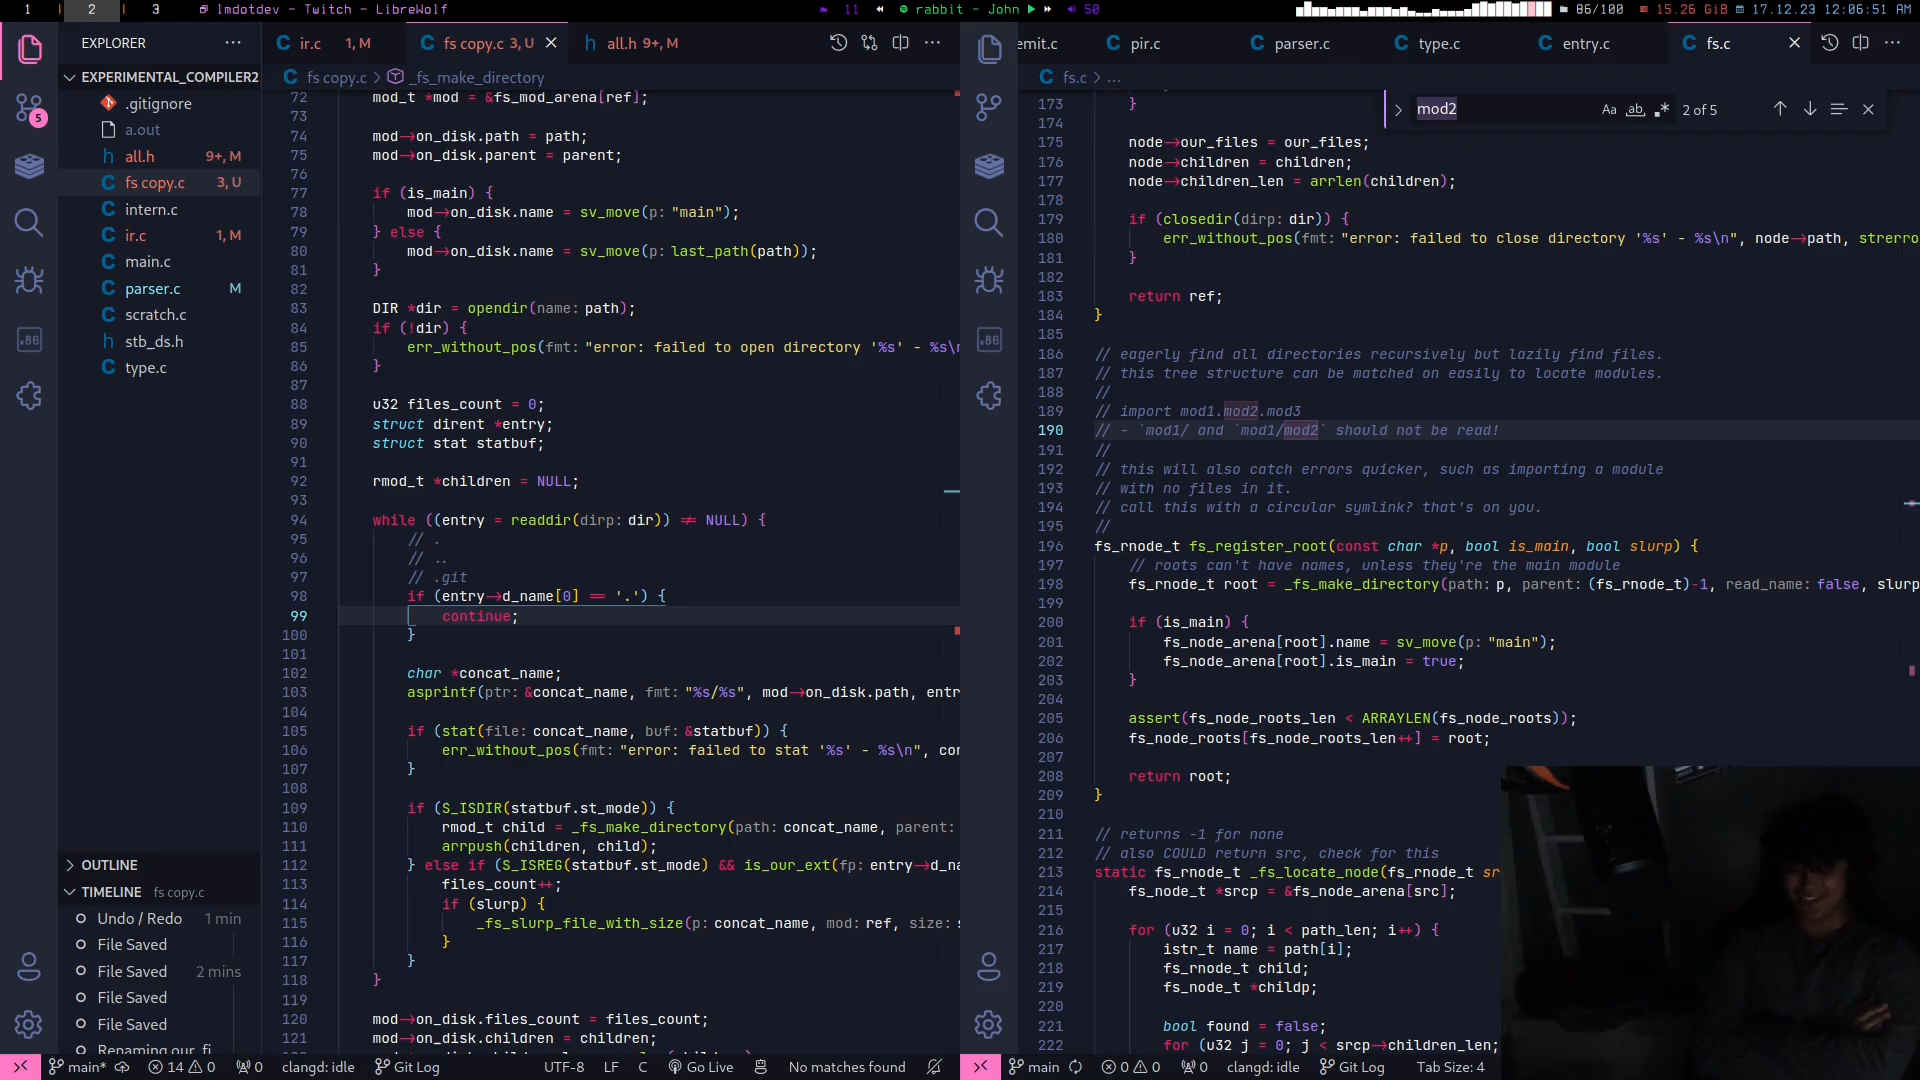 1 | 2 | 3 lmdotdev - Twitch - LibreWolf
11 rabbit - John 50
86/100 15.26 GiB 17.12.23 12:06:51 AM
EXPLORER
EXPERIMENTAL_COMPILER2
.gitignore
a.out
all.h 9+, M
fs copy.c 3, U
intern.c
ir.c 1, M
main.c
parser.c M
scratch.c
stb_ds.h
type.c
OUTLINE
TIMELINE fs copy.c
Undo / Redo 1 min
File Saved
File Saved 2 mins
File Saved
File Saved
Renaming our_fi
ir.c 1, M fs copy.c 3, U all.h 9+, M
fs copy.c > _fs_make_directory
72 mod_t *mod = &fs_mod_arena[ref];
73
74 mod->on_disk.path = path;
75 mod->on_disk.parent = parent;
76
77 if (is_main) {
78 mod->on_disk.name = sv_move(p: "main");
79 } else {
80 mod->on_disk.name = sv_move(p: last_path(path));
81 }
82
83 DIR *dir = opendir(name: path);
84 if (!dir) {
85 err_without_pos(fmt: "error: failed to open directory '%s' - %s\n
86 }
87
88 u32 files_count = 0;
89 struct dirent *entry;
90 struct stat statbuf;
91
92 rmod_t *children = NULL;
93
94 while ((entry = readdir(dirp: dir)) != NULL) {
95 // .
96 // ..
97 // .git
98 if (entry->d_name[0] == '.') {
99 continue;
100 }
101
102 char *concat_name;
103 asprintf(ptr: &concat_name, fmt: "%s/%s", mod->on_disk.path, entr
104
105 if (stat(file: concat_name, buf: &statbuf)) {
106 err_without_pos(fmt: "error: failed to stat '%s' - %s\n", con
107 }
108
109 if (S_ISDIR(statbuf.st_mode)) {
110 rmod_t child = _fs_make_directory(path: concat_name, parent:
111 arrpush(children, child);
112 } else if (S_ISREG(statbuf.st_mode) && is_our_ext(fp: entry->d_na
113 files_count++;
114 if (slurp) {
115 _fs_slurp_file_with_size(p: concat_name, mod: ref, size: s
116 }
117 }
118 }
119
120 mod->on_disk.files_count = files_count;
121 mod->on_disk.children = children;
main* 14 0 0 clangd: idle Git Log UTF-8 LF C Go Live No matches found
emit.c pir.c parser.c type.c entry.c fs.c
fs.c > ...
mod2 Aa ab .* 2 of 5
173 }
174
175 node->our_files = our_files;
176 node->children = children;
177 node->children_len = arrlen(children);
178
179 if (closedir(dirp: dir)) {
180 err_without_pos(fmt: "error: failed to close directory '%s' - %s\n", node->path, strerro
181 }
182
183 return ref;
184 }
185
186 // eagerly find all directories recursively but lazily find files.
187 // this tree structure can be matched on easily to locate modules.
188 //
189 // import mod1.mod2.mod3
190 // - `mod1/ and `mod1/mod2` should not be read!
191 //
192 // this will also catch errors quicker, such as importing a module
193 // with no files in it.
194 // call this with a circular symlink? that's on you.
195 //
196 fs_rnode_t fs_register_root(const char *p, bool is_main, bool slurp) {
197 // roots can't have names, unless they're the main module
198 fs_rnode_t root = _fs_make_directory(path: p, parent: (fs_rnode_t)-1, read_name: false, slurp
199
200 if (is_main) {
201 fs_node_arena[root].name = sv_move(p: "main");
202 fs_node_arena[root].is_main = true;
203 }
204
205 assert(fs_node_roots_len < ARRAYLEN(fs_node_roots));
206 fs_node_roots[fs_node_roots_len++] = root;
207
208 return root;
209 }
210
211 // returns -1 for none
212 // also COULD return src, check for this
213 static fs_rnode_t _fs_locate_node(fs_rnode_t sr
214 fs_node_t *srcp = &fs_node_arena[src];
215
216 for (u32 i = 0; i < path_len; i++) {
217 istr_t name = path[i];
218 fs_rnode_t child;
219 fs_node_t *childp;
220
221 bool found = false;
222 for (u32 j = 0; j < srcp->children_len;
main 0 0 0 clangd: idle Git Log Tab Size: 4